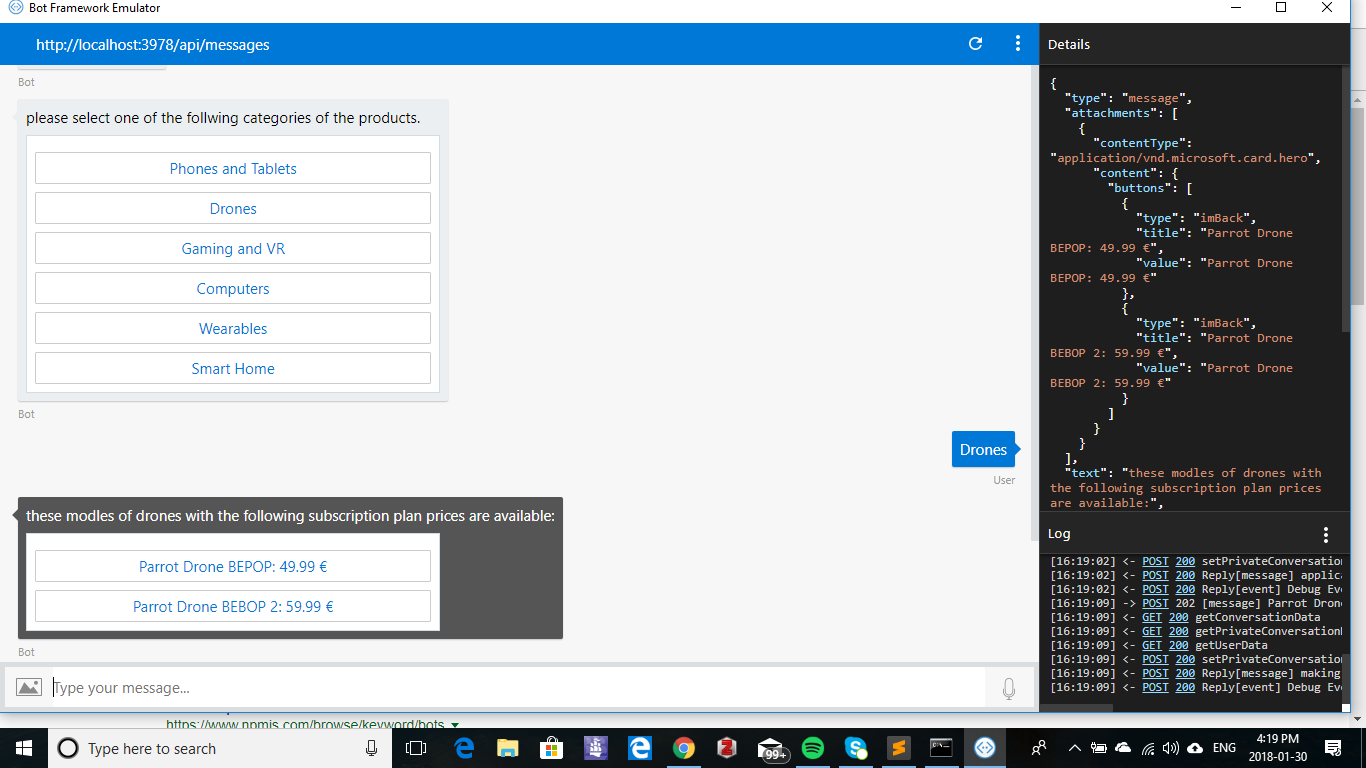 Bot Framework Emulator
http://localhost:3978/api/messages
Bot
please select one of the follwing categories of the products.
Phones and Tablets
Drones
Gaming and VR
Computers
Wearables
Smart Home
Bot
Drones
User
these modles of drones with the following subscription plan prices are available:
Parrot Drone BEPOP: 49.99 €
Parrot Drone BEBOP 2: 59.99 €
Bot
Type your message...
Details
{
"type": "message",
"attachments": [
{
"contentType":
"application/vnd.microsoft.card.hero",
"content": {
"buttons": [
{
"type": "imBack",
"title": "Parrot Drone
BEPOP: 49.99 €",
"value": "Parrot Drone
BEPOP: 49.99 €"
},
{
"type": "imBack",
"title": "Parrot Drone
BEBOP 2: 59.99 €",
"value": "Parrot Drone
BEBOP 2: 59.99 €"
}
]
}
}
],
"text": "these modles of drones with
the following subscription plan prices
are available:",
Log
[16:19:02] <- POST 200 setPrivateConversation
[16:19:02] <- POST 200 Reply[message] applic
[16:19:02] <- POST 200 Reply[event] Debug Ev
[16:19:09] -> POST 202 [message] Parrot Dron
[16:19:09] <- GET 200 getConversationData
[16:19:09] <- GET 200 getPrivateConversation
[16:19:09] <- GET 200 getUserData
[16:19:09] <- POST 200 setPrivateConversation
[16:19:09] <- POST 200 Reply[message] making
[16:19:09] <- POST 200 Reply[event] Debug Ev
https://www.npmjs.com/browse/keyword/bots
Type here to search
99+
ENG
4:19 PM
2018-01-30